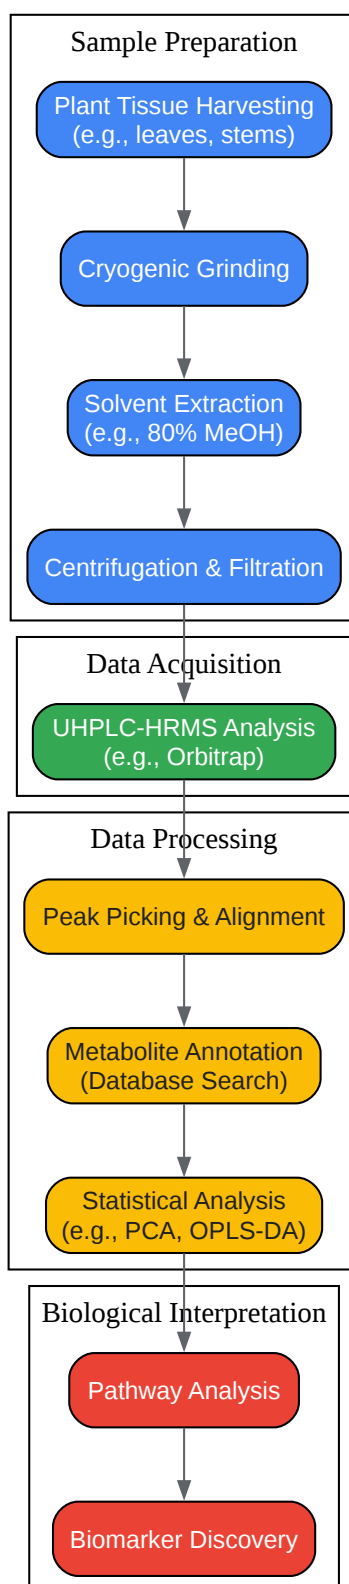 Sample Preparation
Plant Tissue Harvesting
(e.g., leaves, stems)
Cryogenic Grinding
Solvent Extraction
(e.g., 80% MeOH)
Centrifugation & Filtration
Data Acquisition
UHPLC-HRMS Analysis
(e.g., Orbitrap)
Data Processing
Peak Picking & Alignment
Metabolite Annotation
(Database Search)
Statistical Analysis
(e.g., PCA, OPLS-DA)
Biological Interpretation
Pathway Analysis
Biomarker Discovery